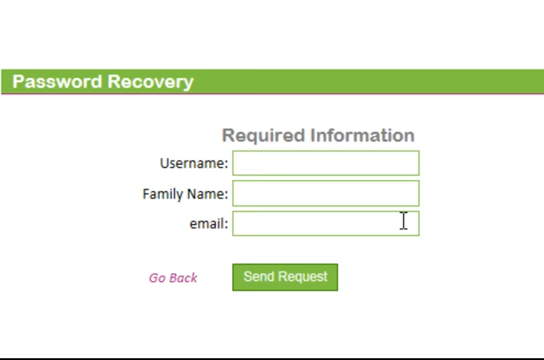 Password Recovery
Required Information
Username:
Family Name:
email:
Go Back Send Request